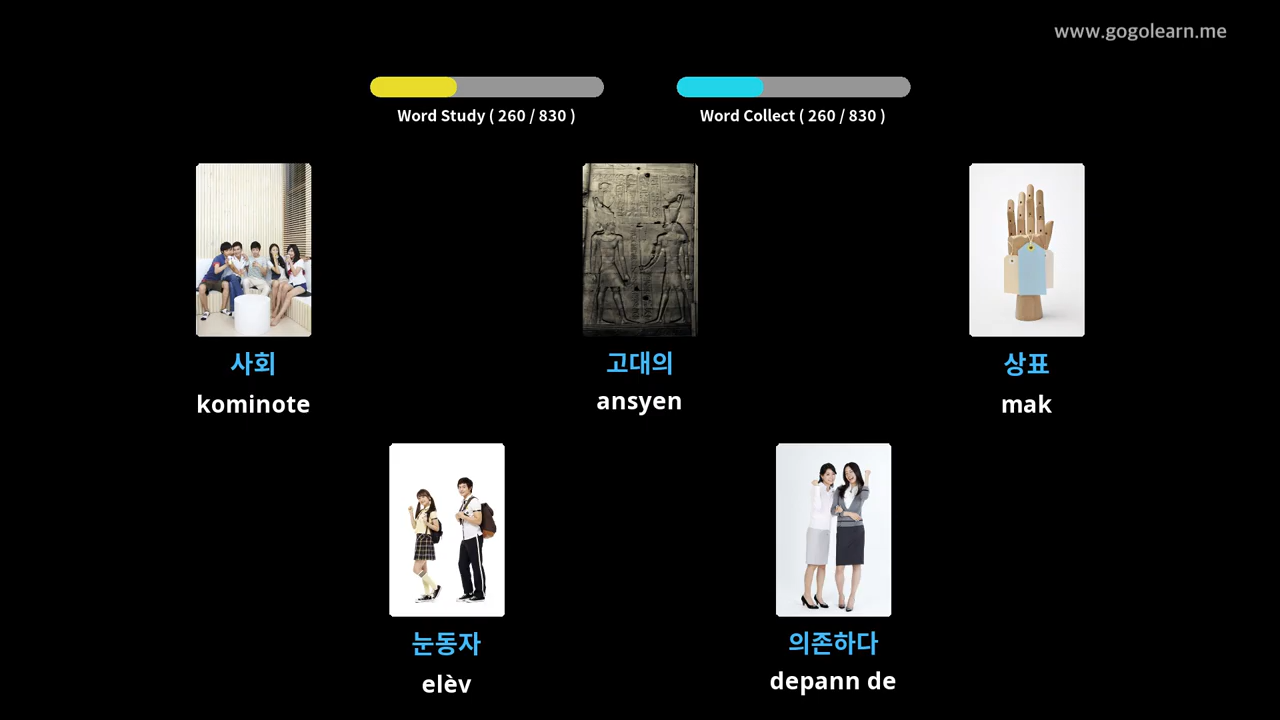 www.gogolearn.me
Word Study ( 260 / 830 )
Word Collect ( 260 / 830 )
사회
kominote
고대의
ansyen
상표
mak
눈동자
elèv
의존하다
depann de